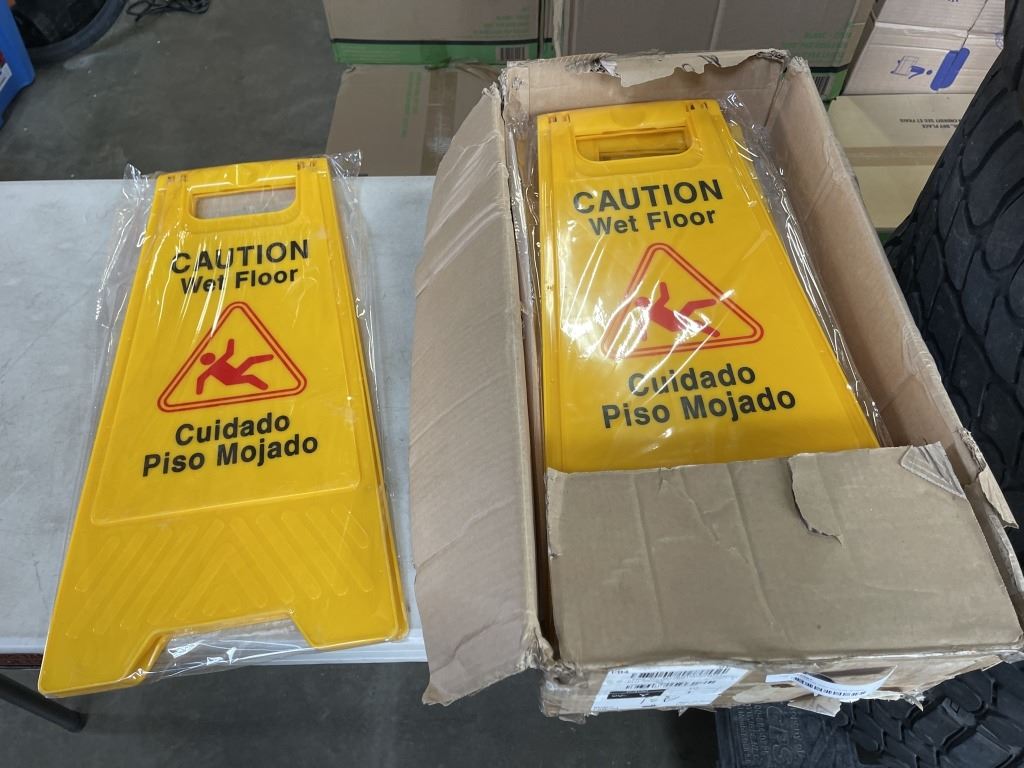 CAUTION
Wet Floor
Cuidado
Piso Mojado
CAUTION
Wet Floor
Cuidado
Piso Mojado